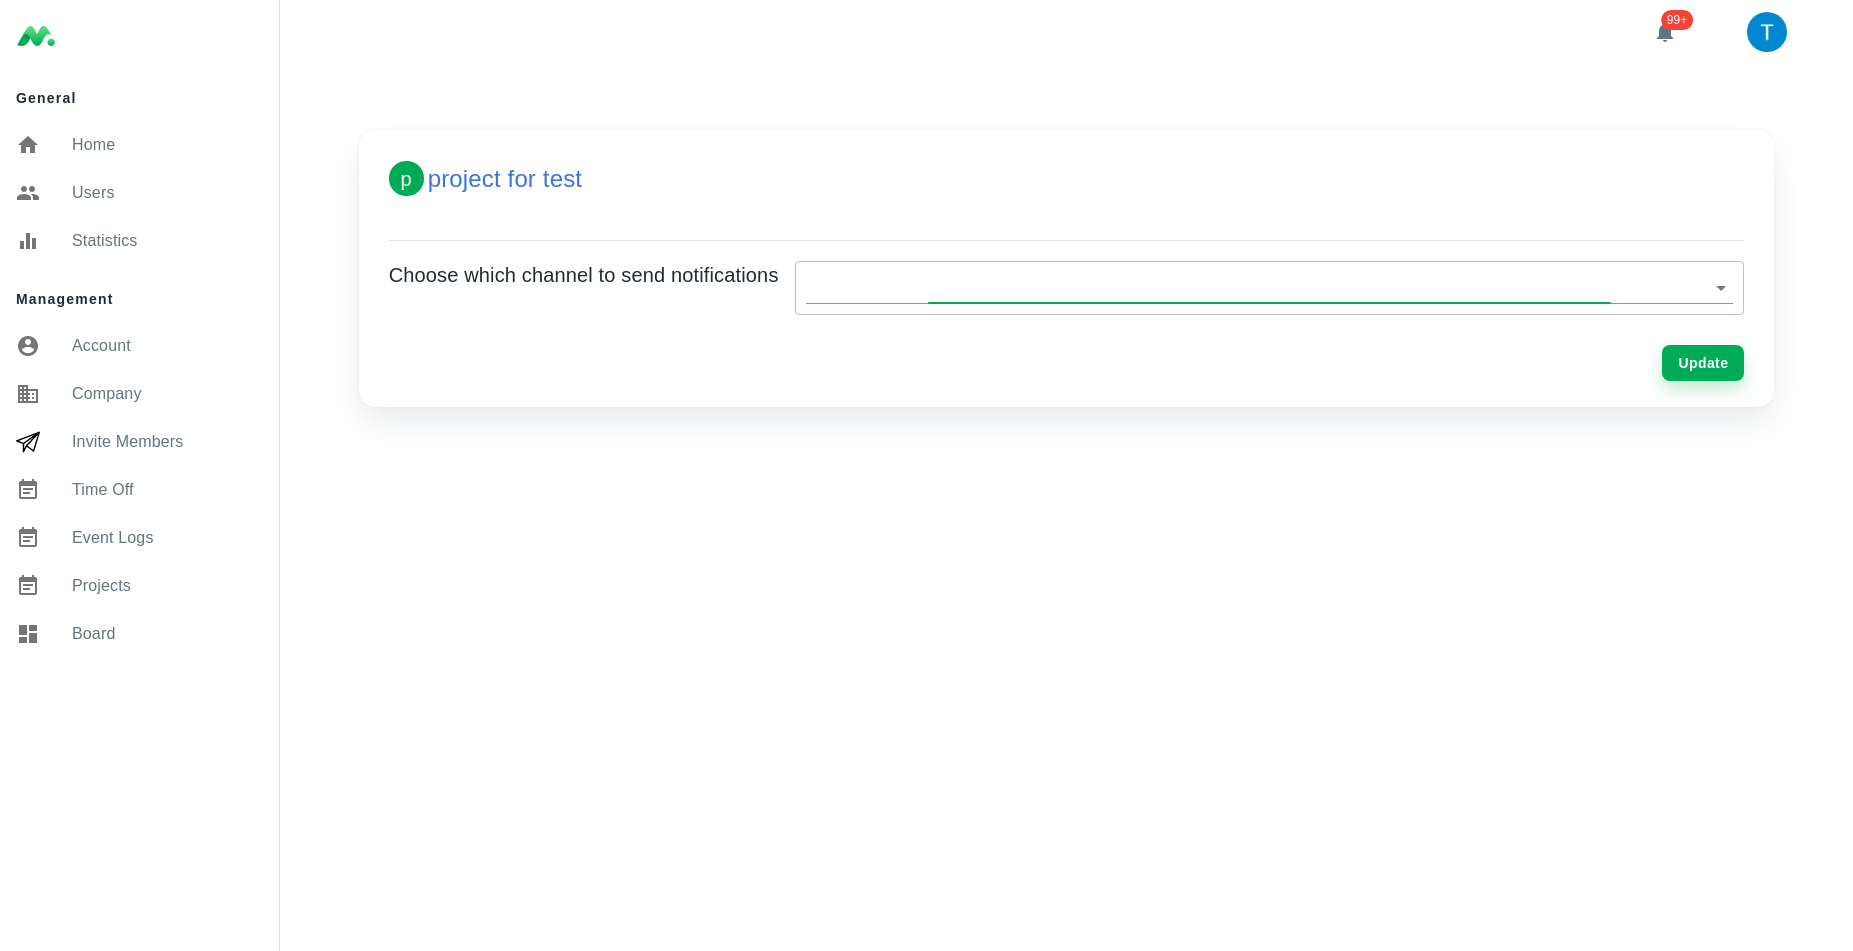 99+
T
General
Home
Users
Statistics
Management
Account
Company
Invite Members
Time Off
Event Logs
Projects
Board
p project for test
Choose which channel to send notifications
Update